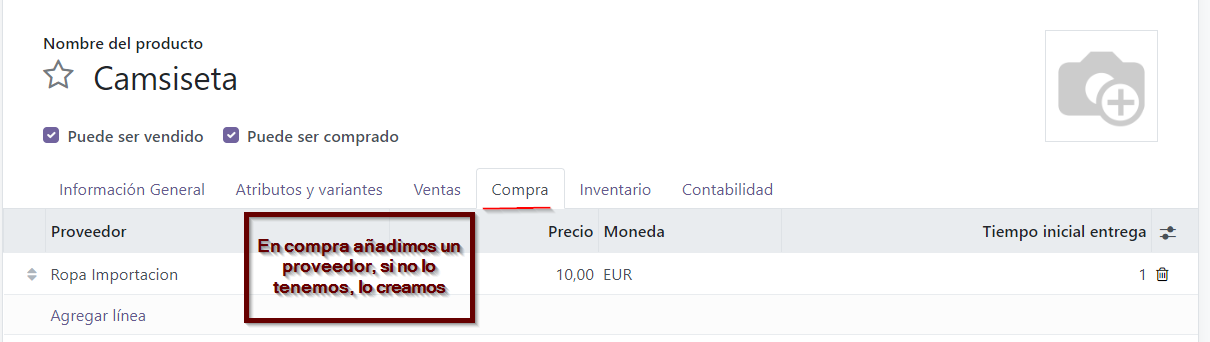 Nombre del producto
Camsiseta
Puede ser vendido Puede ser comprado
Información General Atributos y variantes Ventas Compra Inventario Contabilidad
Proveedor Precio Moneda Tiempo inicial entrega
En compra añadimos un
proveedor, si no lo
tenemos, lo creamos
Ropa Importacion 10,00 EUR 1
Agregar línea